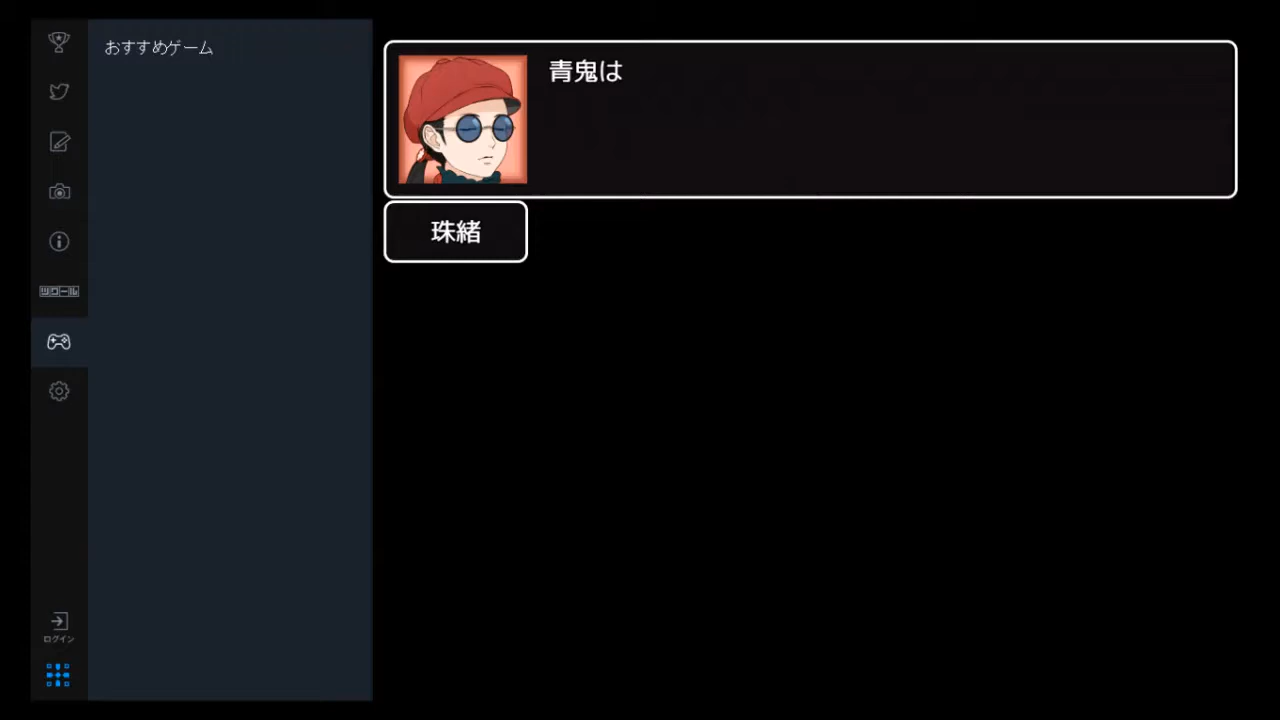 おすすめゲーム
青鬼は
珠緒
ツクール
ログイン